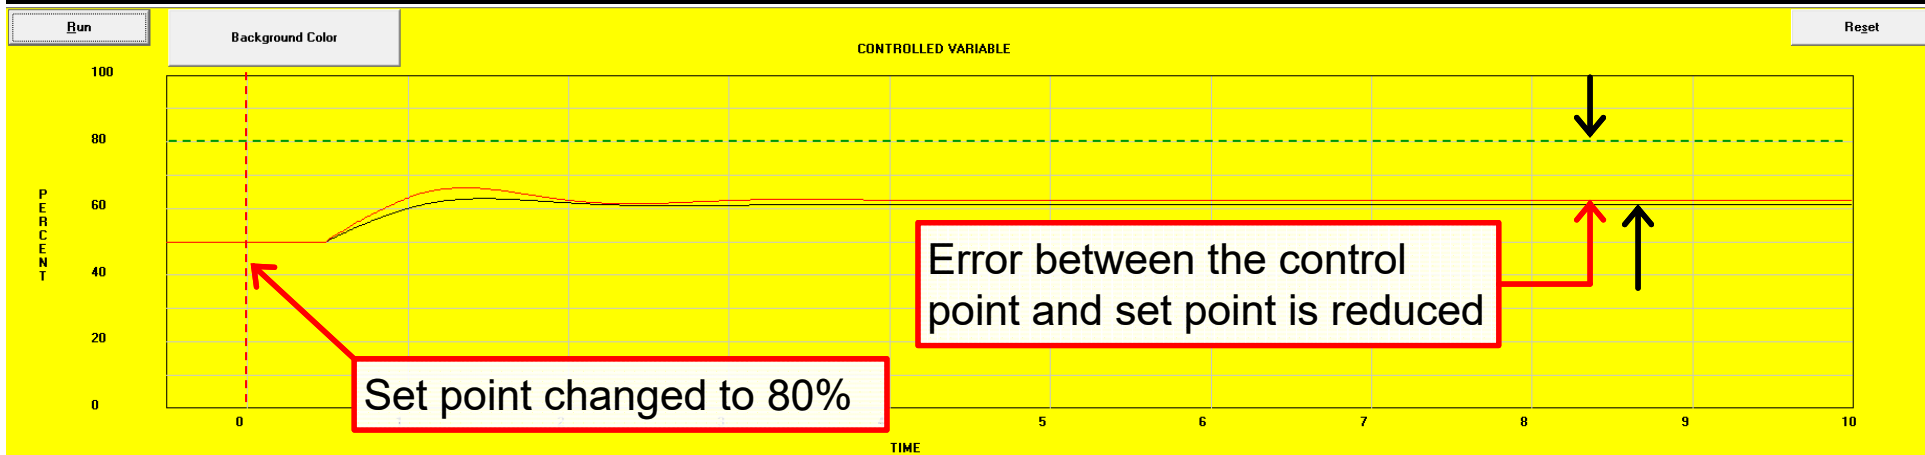 Run
Background Color
Reset
CONTROLLED VARIABLE
100
80
60
40
20
0
PERCENT
Error between the control
point and set point is reduced
Set point changed to 80%
0 5 6 7 8 9 10
TIME